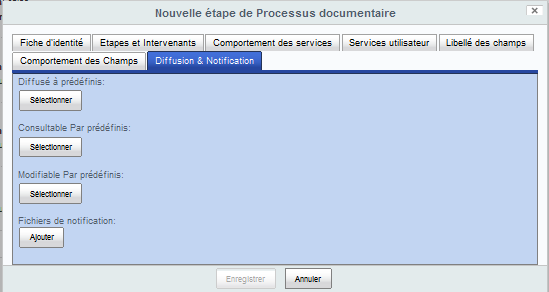 Nouvelle étape de Processus documentaire
Fiche d'identité
Etapes et Intervenants
Comportement des services
Services utilisateur
Libellé des champs
Comportement des Champs
Diffusion & Notification
Diffusé à prédéfinis:
Sélectionner
Consultable Par prédéfinis:
Sélectionner
Modifiable Par prédéfinis:
Sélectionner
Fichiers de notification:
Ajouter
Enregistrer
Annuler